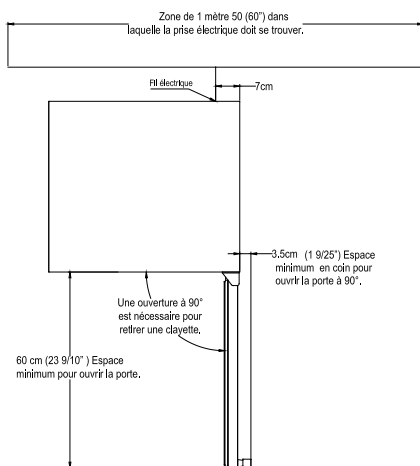 Zone de 1 mètre 50 (60") dans
laquelle la prise électrique doit se trouver.
Fil électrique
7cm
3.5cm (1 9/25") Espace
minimum en coin pour
ouvrir la porte à 90°.
Une ouverture à 90°
est nécessaire pour
retirer une clayette.
60 cm (23 9/10" ) Espace
minimum pour ouvrir la porte.